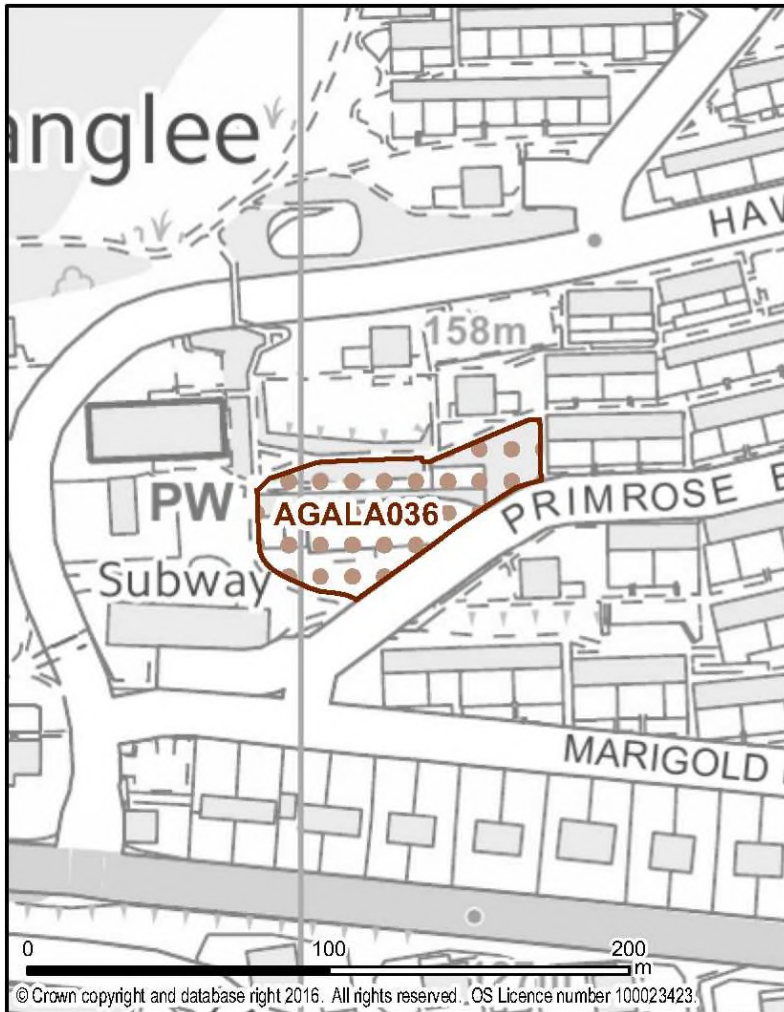 anglee
HAV
158m
PW
AGALA036
PRIMROSE B
Subway
MARIGOLD
0 100 200
m
© Crown copyright and database right 2016. All rights reserved. OS Licence number 100023423.